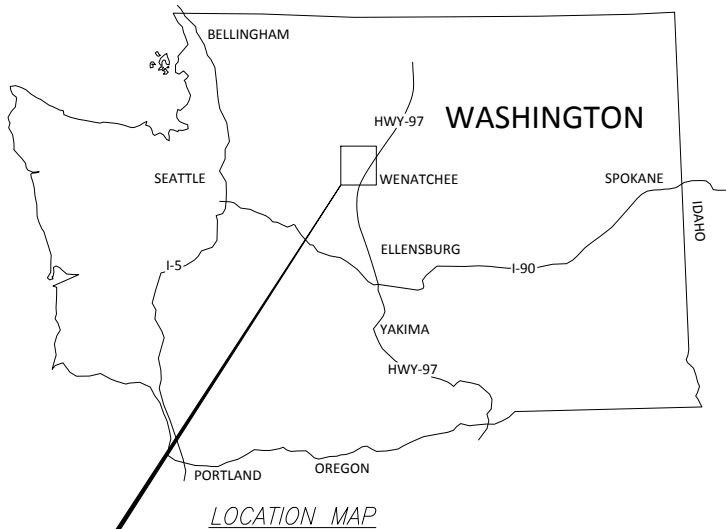 BELLINGHAM
HWY-97
WASHINGTON
SEATTLE
WENATCHEE
SPOKANE
IDAHO
ELLENSBURG
I-5
I-90
YAKIMA
HWY-97
PORTLAND
OREGON
LOCATION MAP